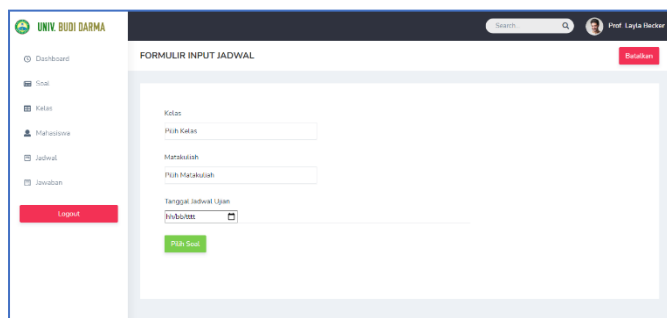 UNIV. BUDI DARMA
Search...
Prof. Layla Becker
Dashboard
FORMULIR INPUT JADWAL
Batalkan
Soal
Kelas
Mahasiswa
Jadwal
Jawaban
Logout
Kelas
Pilih Kelas
Matakuliah
Pilih Matakuliah
Tanggal Jadwal Ujian
hh/bb/tttt
Pilih Soal